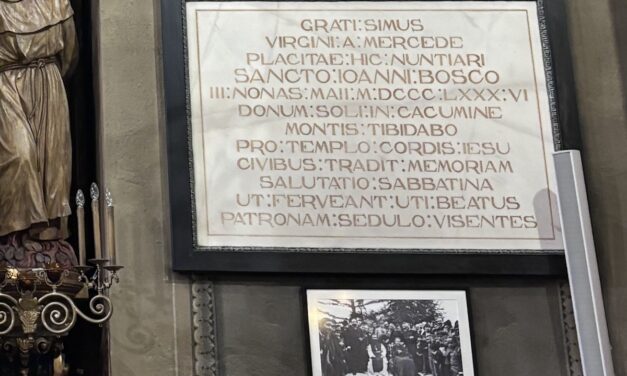 GRATI:SIMUS
VIRGINI:A:MERCEDE
PLACITAE:HIC:NUNTIARI
SANCTO:IOANNI:BOSCO
III:NONAS:MAII:M:DCCC:LXXX:VI
DONUM:SOLI:IN:CACUMINE
MONTIS:TIBIDABO
PRO:TEMPLO:CORDIS:IESU
CIVIBUS:TRADIT:MEMORIAM
SALUTATIO:SABBATINA
UT:FERVEANT:UTI:BEATUS
PATRONAM:SEDULO:VISENTES